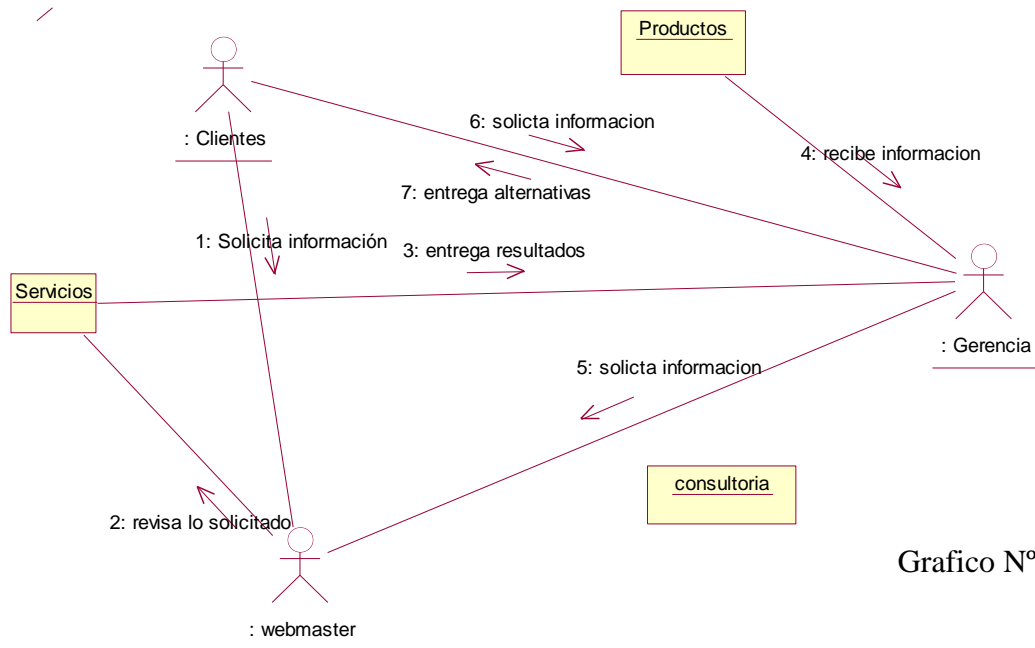 Productos
: Clientes
6: solicta informacion
4: recibe informacion
7: entrega alternativas
1: Solicita información
3: entrega resultados
Servicios
: Gerencia
5: solicta informacion
consultoria
2: revisa lo solicitado
Grafico Nº
: webmaster